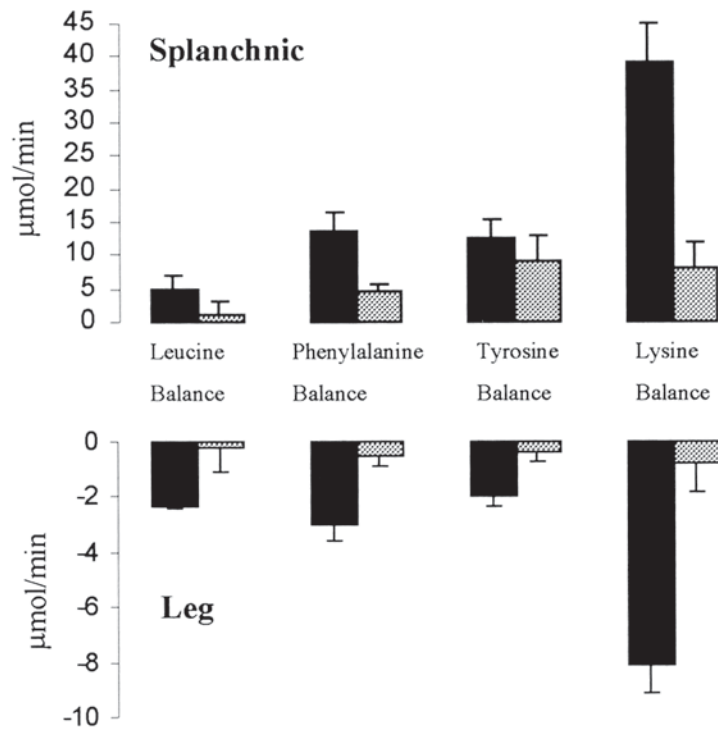 45
40
35
30
25
20
15
10
5
0
μmol/min
Splanchnic
Leucine Phenylalanine Tyrosine Lysine
Balance Balance Balance Balance
0
-2
-4
-6
-8
-10
μmol/min
Leg